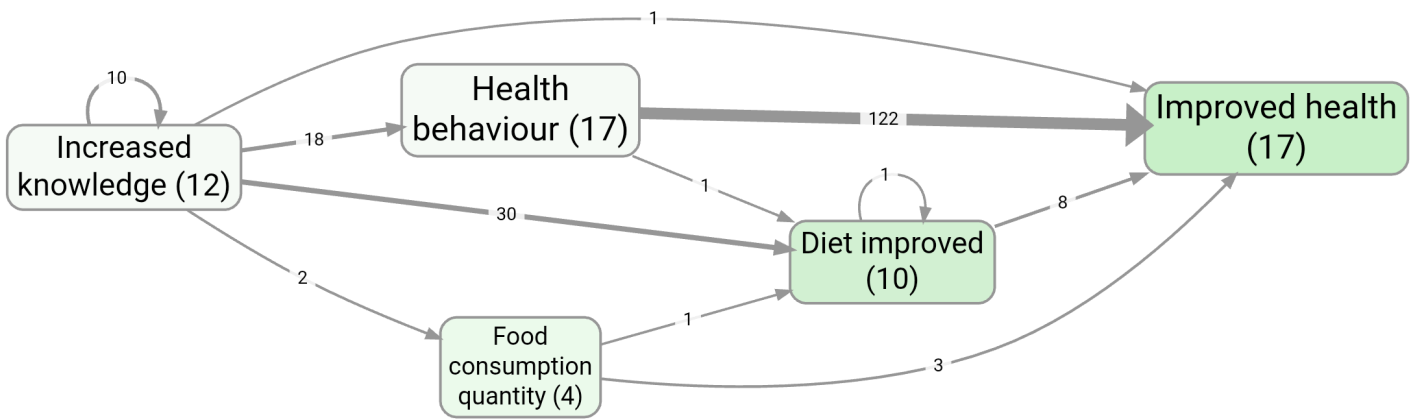 1
10
Health
behaviour (17)
Improved health
(17)
122
18
Increased
knowledge (12)
1
1
8
30
Diet improved
(10)
2
1
Food
consumption
quantity (4)
3